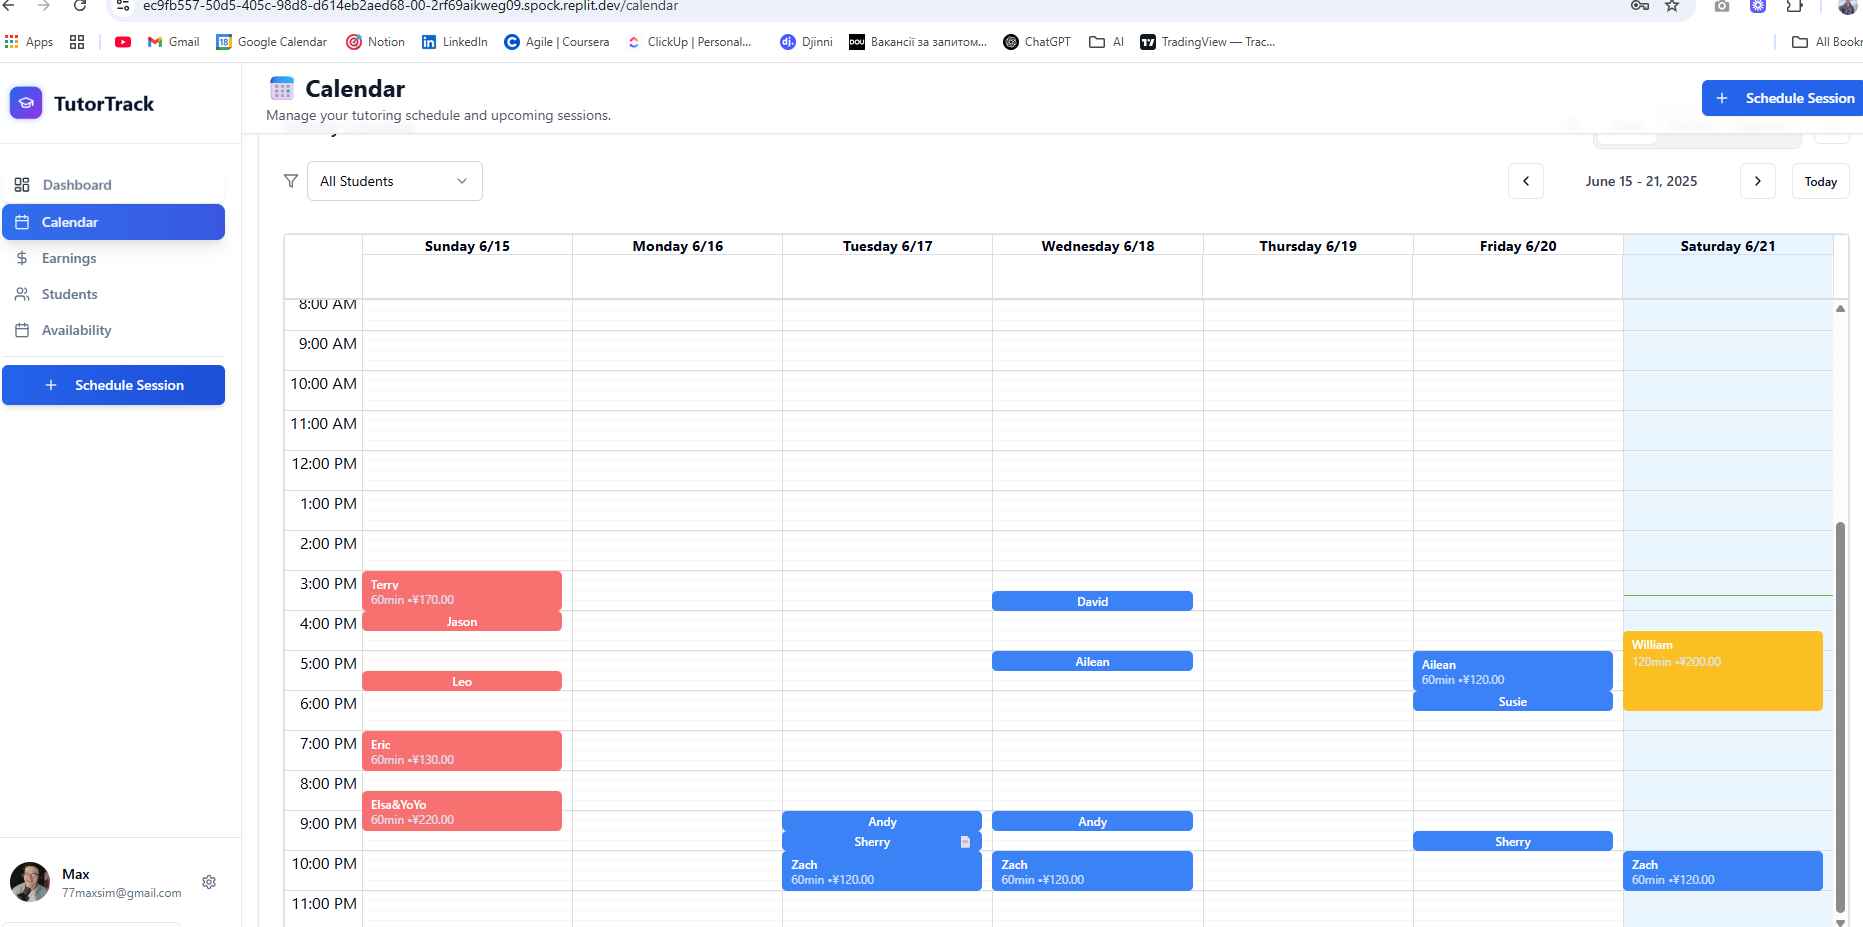 ec9fb557-50d5-405c-98d8-d614eb2aed68-00-2rf69aikweg09.spock.replit.dev/calendar
Apps
Gmail
18
Google Calendar
Notion
LinkedIn
Agile | Coursera
ClickUp | Personal...
dj.
Djinni
DOU
Вакансії за запитом...
ChatGPT
AI
TradingView — Trac...
All Bookr
TutorTrack
Calendar
Manage your tutoring schedule and upcoming sessions.
Schedule Session
Dashboard
Calendar
Earnings
Students
Availability
Schedule Session
All Students
June 15 - 21, 2025
Today
Sunday 6/15
Monday 6/16
Tuesday 6/17
Wednesday 6/18
Thursday 6/19
Friday 6/20
Saturday 6/21
8:00 AM
9:00 AM
10:00 AM
11:00 AM
12:00 PM
1:00 PM
2:00 PM
3:00 PM
4:00 PM
5:00 PM
6:00 PM
7:00 PM
8:00 PM
9:00 PM
10:00 PM
11:00 PM
Terry
60min •¥170.00
Jason
Leo
Eric
60min •¥130.00
Elsa&YoYo
60min •¥220.00
Andy
Sherry
Zach
60min •¥120.00
David
Ailean
Andy
Zach
60min •¥120.00
Ailean
60min •¥120.00
Susie
Sherry
William
120min •¥200.00
Zach
60min •¥120.00
Max
77maxsim@gmail.com